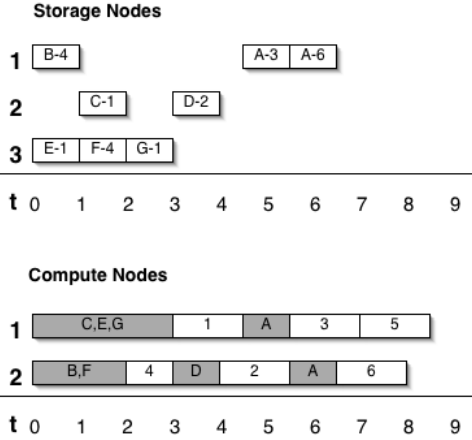 Storage Nodes
1 B-4 A-3 A-6
2 C-1 D-2
3 E-1 F-4 G-1
t 0 1 2 3 4 5 6 7 8 9
Compute Nodes
1 C,E,G 1 A 3 5
2 B,F 4 D 2 A 6
t 0 1 2 3 4 5 6 7 8 9